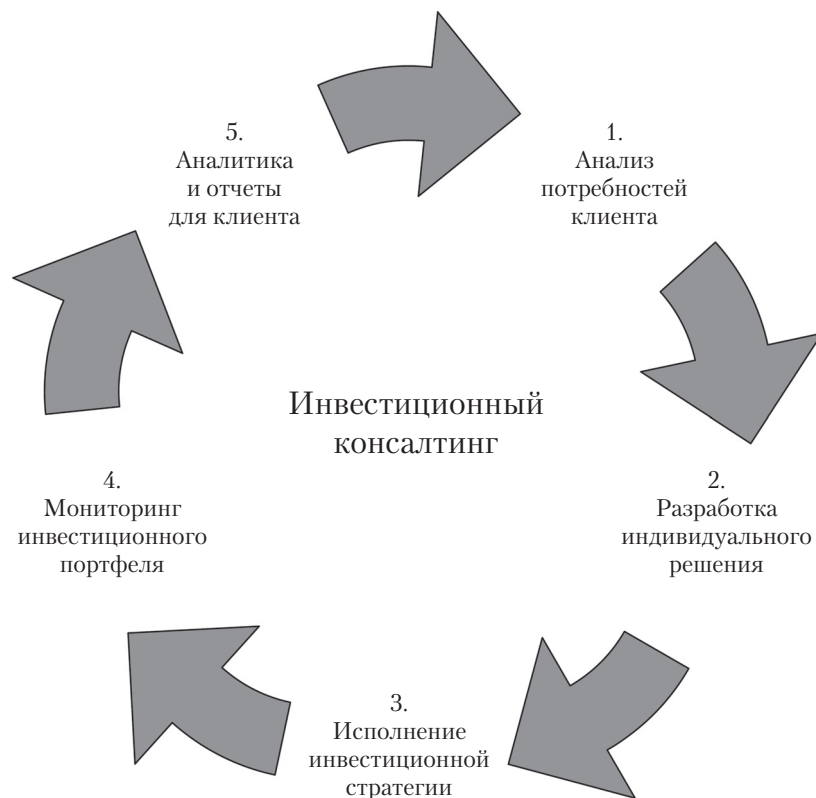 1.
Анализ
потребностей
клиента
2.
Разработка
индивидуального
решения
3.
Исполнение
инвестиционной
стратегии
4.
Мониторинг
инвестиционного
портфеля
5.
Аналитика
и отчеты
для клиента
Инвестиционный
консалтинг